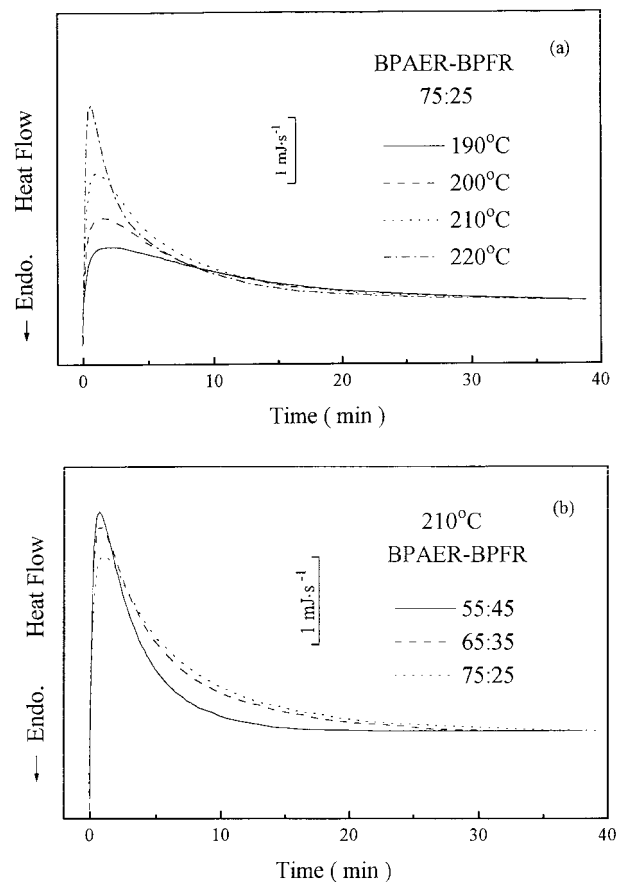 (a)
BPAER-BPFR
75:25
1 mJ·s⁻¹
190°C
200°C
210°C
220°C
Heat Flow
← Endo.
0 10 20 30 40
Time ( min )
(b)
210°C
BPAER-BPFR
1 mJ·s⁻¹
55:45
65:35
75:25
Heat Flow
← Endo.
0 10 20 30 40
Time ( min )